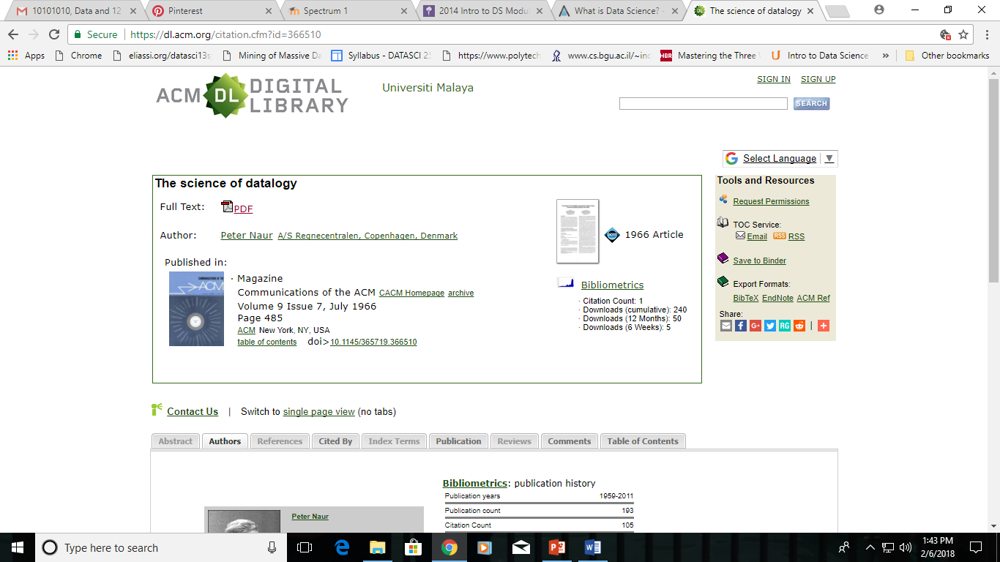 10101010, Data and 12
Pinterest
Spectrum 1
2014 Intro to DS Modu
What is Data Science? -
The science of datalogy
Secure https://dl.acm.org/citation.cfm?id=366510
Apps Chrome eliassi.org/datasci13s Mining of Massive Da Syllabus - DATASCI 25 https://www.polytech www.cs.bgu.ac.il/~inc HBR Mastering the Three Intro to Data Science » Other bookmarks
SIGN IN SIGN UP
ACM DL DIGITAL LIBRARY
Universiti Malaya
SEARCH
Select Language ▼
The science of datalogy
Full Text: PDF
Author: Peter Naur A/S Regnecentralen, Copenhagen, Denmark
1966 Article
Published in:
· Magazine
Communications of the ACM CACM Homepage archive
Volume 9 Issue 7, July 1966
Page 485
ACM New York, NY, USA
table of contents doi>10.1145/365719.366510
Bibliometrics
· Citation Count: 1
· Downloads (cumulative): 240
· Downloads (12 Months): 50
· Downloads (6 Weeks): 5
Tools and Resources
Request Permissions
TOC Service:
Email RSS RSS
Save to Binder
Export Formats:
BibTeX EndNote ACM Ref
Share:
RG |
Contact Us | Switch to single page view (no tabs)
Abstract Authors References Cited By Index Terms Publication Reviews Comments Table of Contents
Peter Naur
Bibliometrics: publication history
Publication years 1959-2011
Publication count 193
Citation Count 105
Type here to search
1:43 PM
2/6/2018